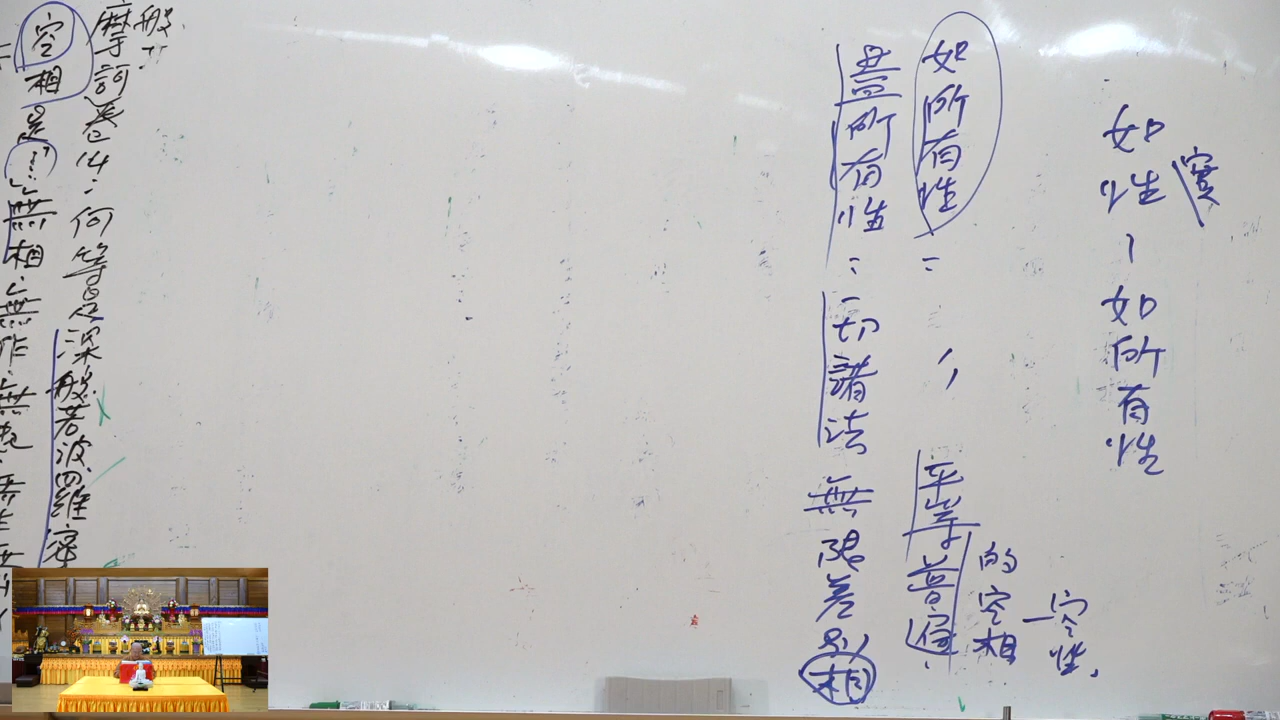 實
如性－如所有性
如所有性＝，平等普遍的空相－空性.
盡所有性：一切諸法無限差別相
般
摩訶卷14：何等是深般若波羅蜜
空相是…無相.無作.無